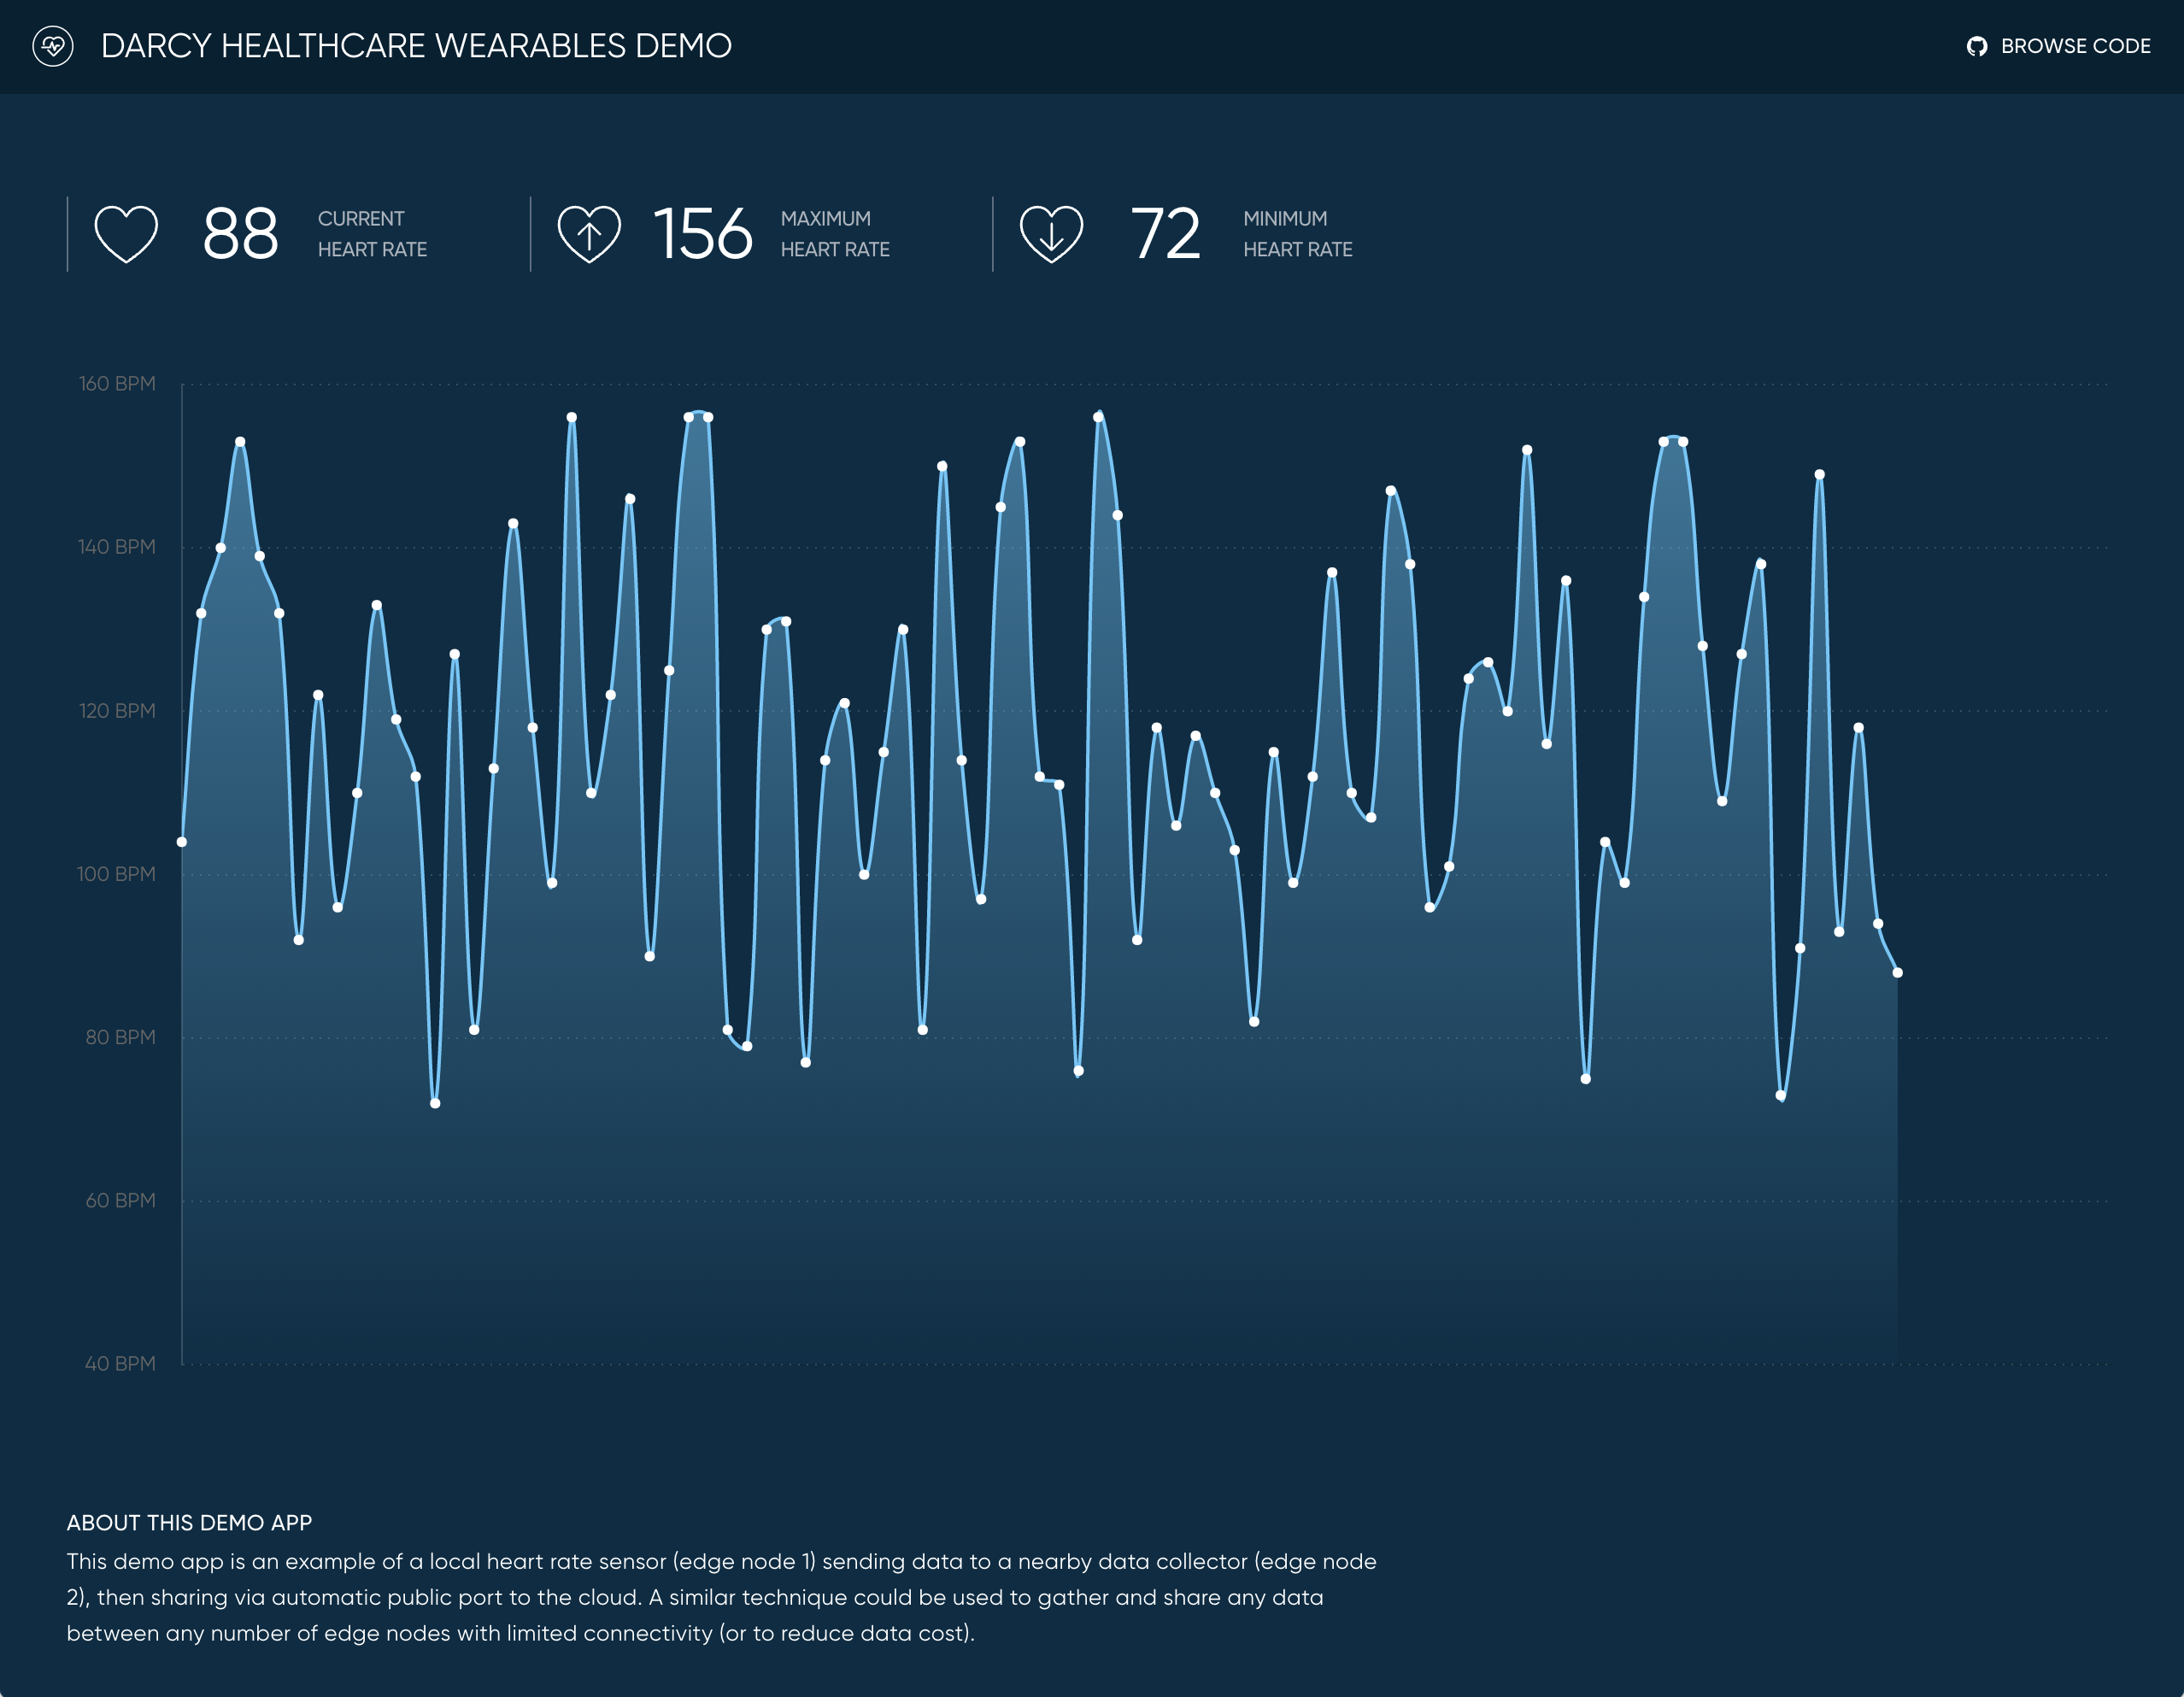 DARCY HEALTHCARE WEARABLES DEMO
BROWSE CODE
88
CURRENT
HEART RATE
156
MAXIMUM
HEART RATE
72
MINIMUM
HEART RATE
160 BPM
140 BPM
120 BPM
100 BPM
80 BPM
60 BPM
40 BPM
ABOUT THIS DEMO APP
This demo app is an example of a local heart rate sensor (edge node 1) sending data to a nearby data collector (edge node
2), then sharing via automatic public port to the cloud. A similar technique could be used to gather and share any data
between any number of edge nodes with limited connectivity (or to reduce data cost).